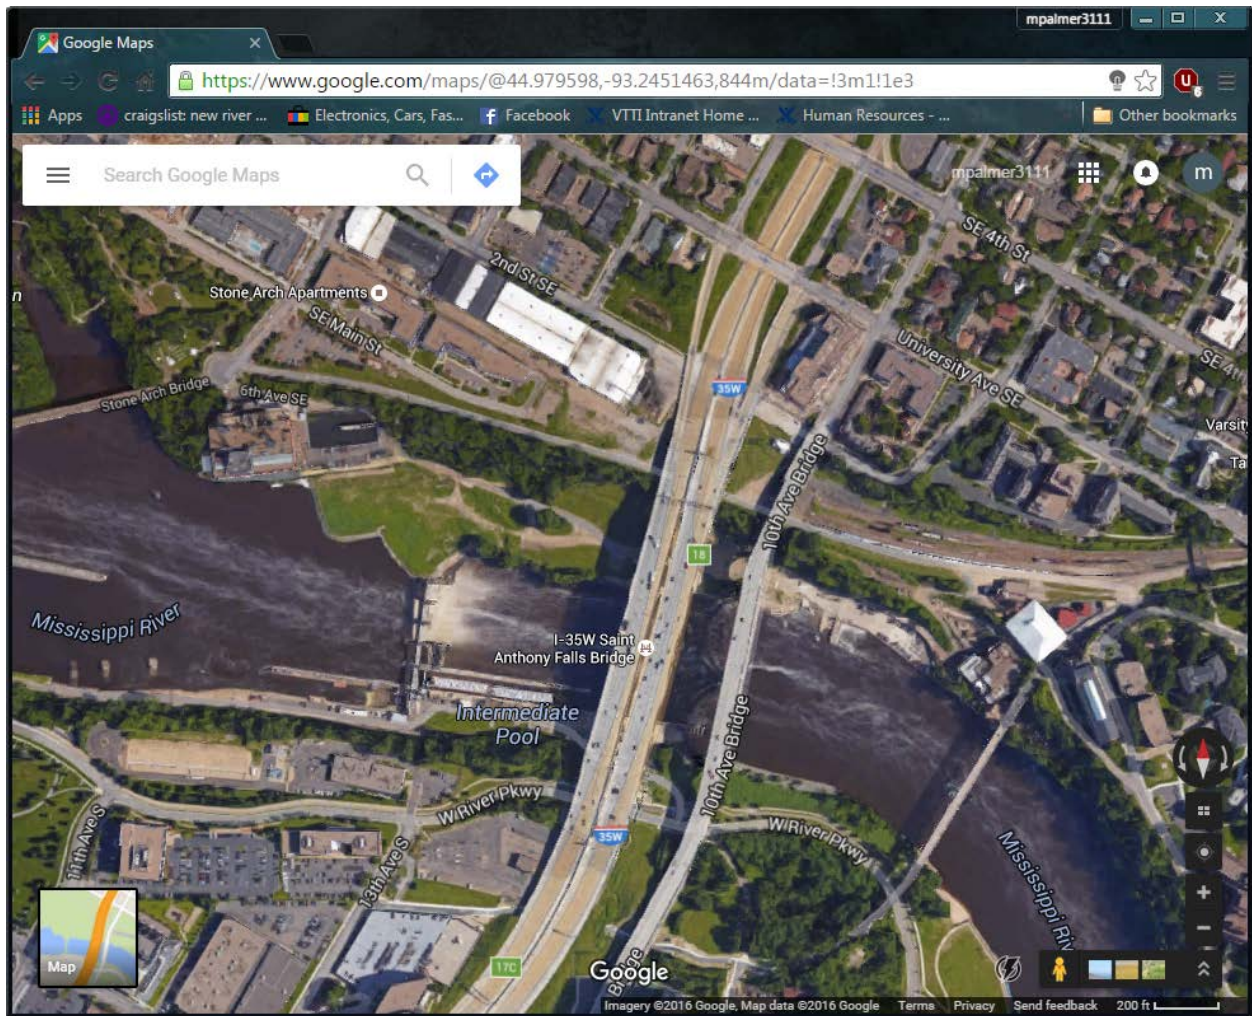 mpalmer3111
Google Maps
https://www.google.com/maps/@44.979598,-93.2451463,844m/data=!3m1!1e3
Apps
craigslist: new river ...
Electronics, Cars, Fas...
Facebook
VTTI Intranet Home ...
Human Resources - ...
Other bookmarks
Search Google Maps
mpalmer3111
m
SE 4th St
2nd St SE
Stone Arch Apartments
n
SE Main St
University Ave SE
SE 4th
35W
Stone Arch Bridge
6th Ave SE
Varsity
Ta
10th Ave Bridge
18
Mississippi River
I-35W Saint
Anthony Falls Bridge
Intermediate
Pool
10th Ave Bridge
W River Pkwy
W River Pkwy
35W
11th Ave S
13th Ave S
Mississippi Riv
Map
17C
Bridge
Google
Imagery ©2016 Google, Map data ©2016 Google
Terms
Privacy
Send feedback
200 ft